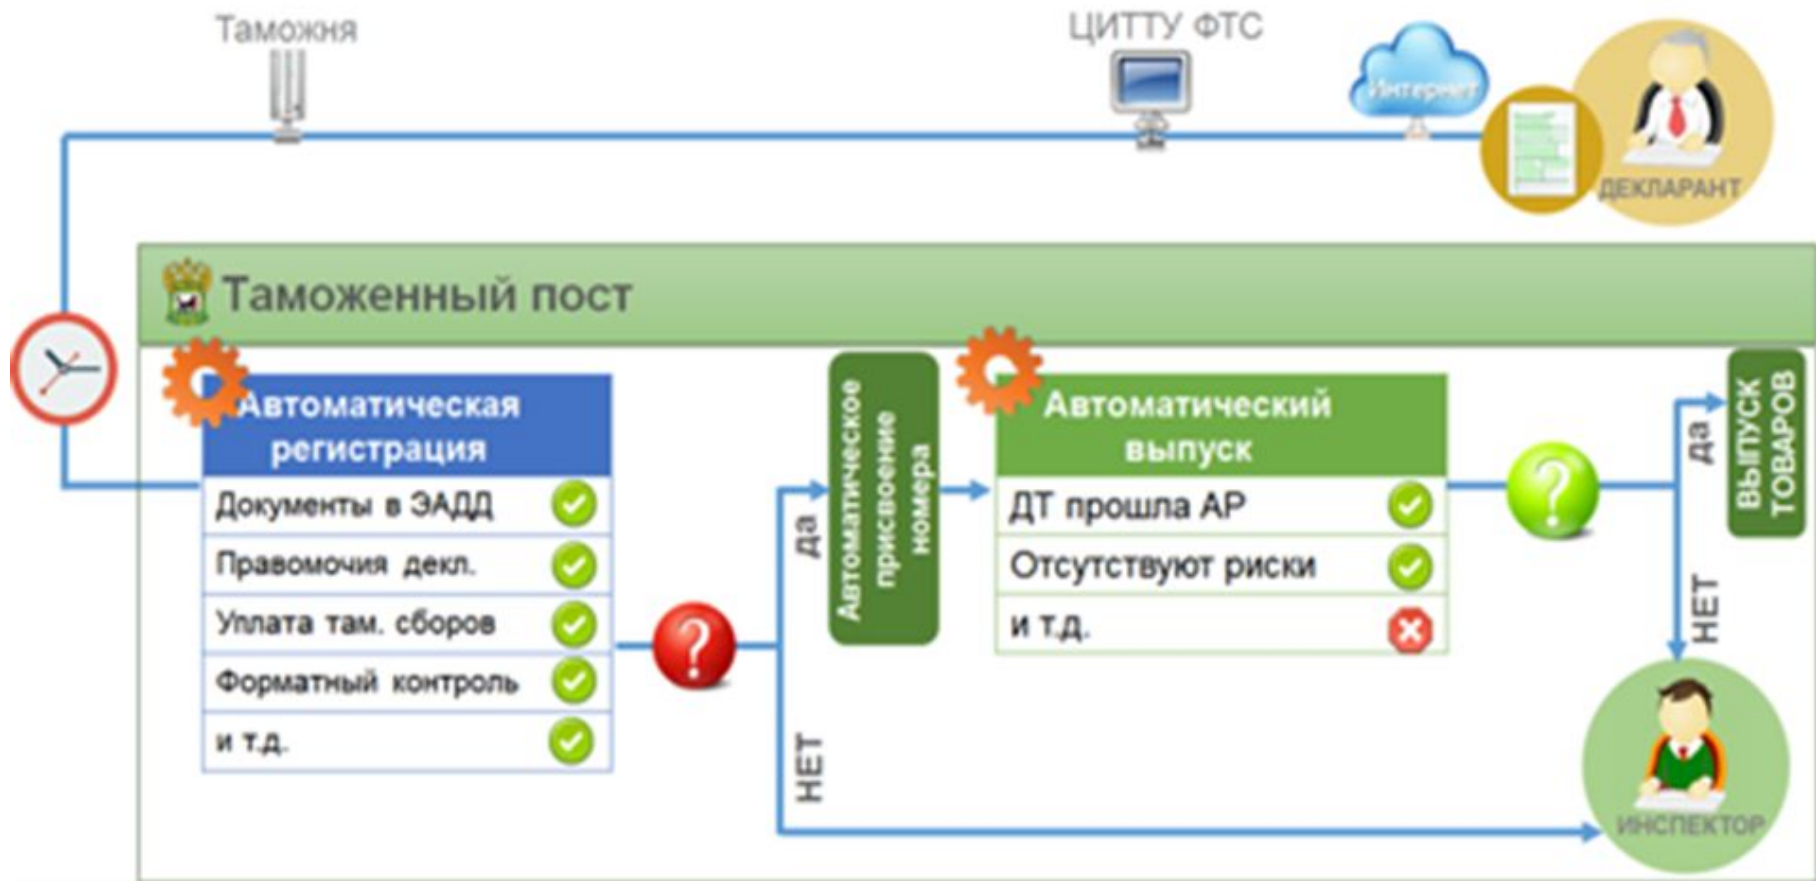 Таможня
ЦИТТУ ФТС
Интернет
ДЕКЛАРАНТ
Таможенный пост
Автоматическая
регистрация
Документы в ЭАДД
Правомочия декл.
Уплата там. сборов
Форматный контроль
и т.д.
?
да
НЕТ
Автоматическое
присвоение
номера
Автоматический
выпуск
ДТ прошла АР
Отсутствуют риски
и т.д.
?
да
НЕТ
ВЫПУСК
ТОВАРОВ
ИНСПЕКТОР